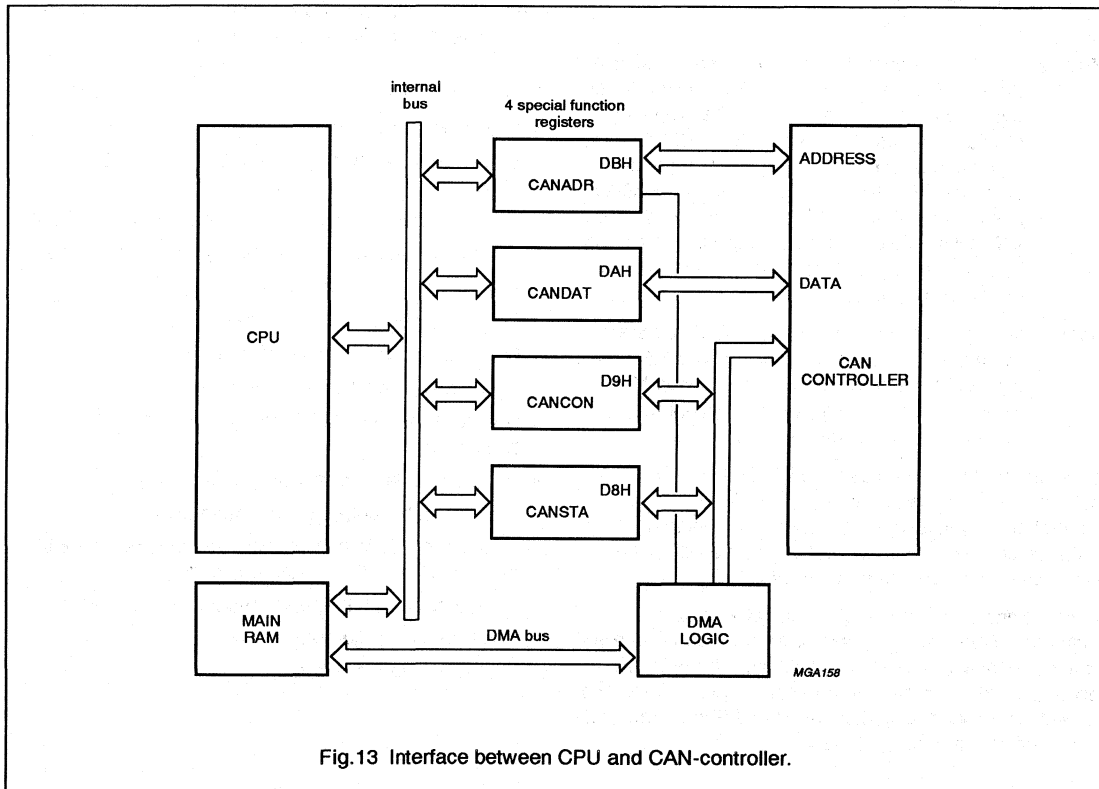 internal
bus
4 special function
registers
CPU
DBH
CANADR
ADDRESS
DAH
CANDAT
DATA
D9H
CANCON
CAN
CONTROLLER
D8H
CANSTA
MAIN
RAM
DMA bus
DMA
LOGIC
MGA158
Fig.13 Interface between CPU and CAN-controller.